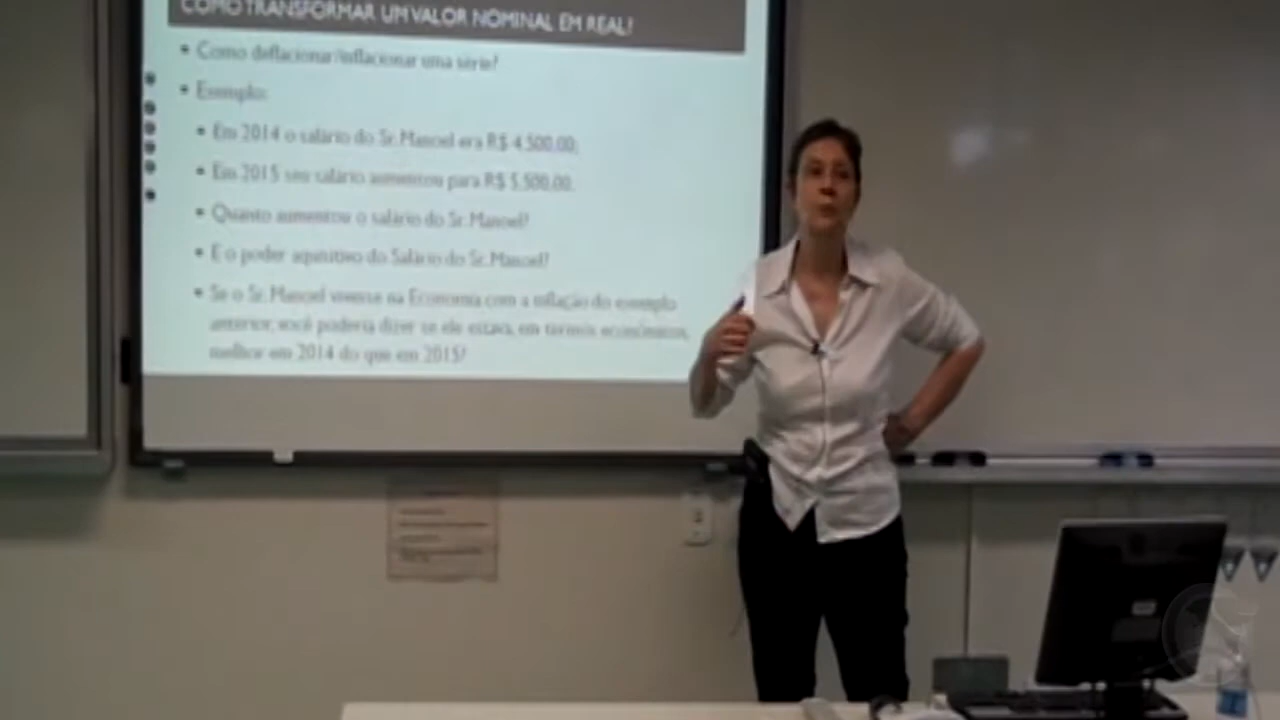 COMO TRANSFORMAR UM VALOR NOMINAL EM REAL?
• Como deflacionar/inflacionar uma série?
• Exemplo:
• Em 2014 o salário do Sr. Manoel era R$ 4.500,00;
• Em 2015 seu salário aumentou para R$ 5.500,00.
• Quanto aumentou o salário do Sr. Manoel?
• E o poder aquisitivo do Salário do Sr. Manoel?
• Se o Sr. Manoel vivesse na Economia com a inflação do exemplo
anterior, você poderia dizer se ele estava, em termos econômicos,
melhor em 2014 do que em 2015?